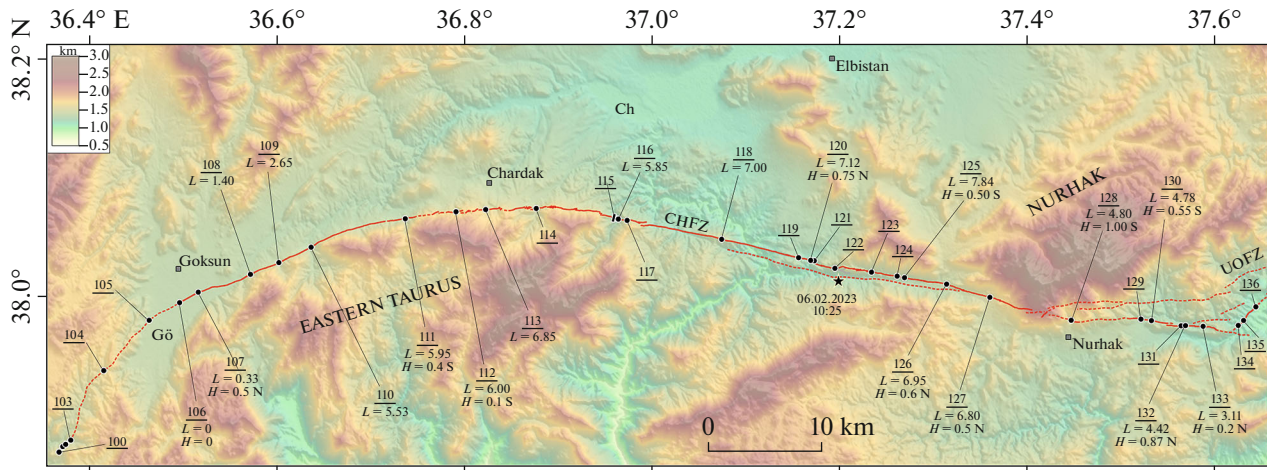 36.4° E
36.6°
36.8°
37.0°
37.2°
37.4°
37.6°
38.2° N
38.0°
km
3.0
2.5
2.0
1.5
1.0
0.5
Elbistan
Ch
109
L = 2.65
108
L = 1.40
116
L = 5.85
118
L = 7.00
120
L = 7.12
H = 0.75 N
125
L = 7.84
H = 0.50 S
NURHAK
130
L = 4.78
H = 0.55 S
128
L = 4.80
H = 1.00 S
Chardak
115
CHFZ
119
121
122
123
124
114
117
Goksun
UOFZ
136
105
Gö
EASTERN TAURUS
06.02.2023
10:25
129
104
113
L = 6.85
111
L = 5.95
H = 0.4 S
Nurhak
131
135
134
107
L = 0.33
H = 0.5 N
112
L = 6.00
H = 0.1 S
126
L = 6.95
H = 0.6 N
103
110
L = 5.53
106
L = 0
H = 0
127
L = 6.80
H = 0.5 N
132
L = 4.42
H = 0.87 N
133
L = 3.11
H = 0.2 N
100
0
10 km